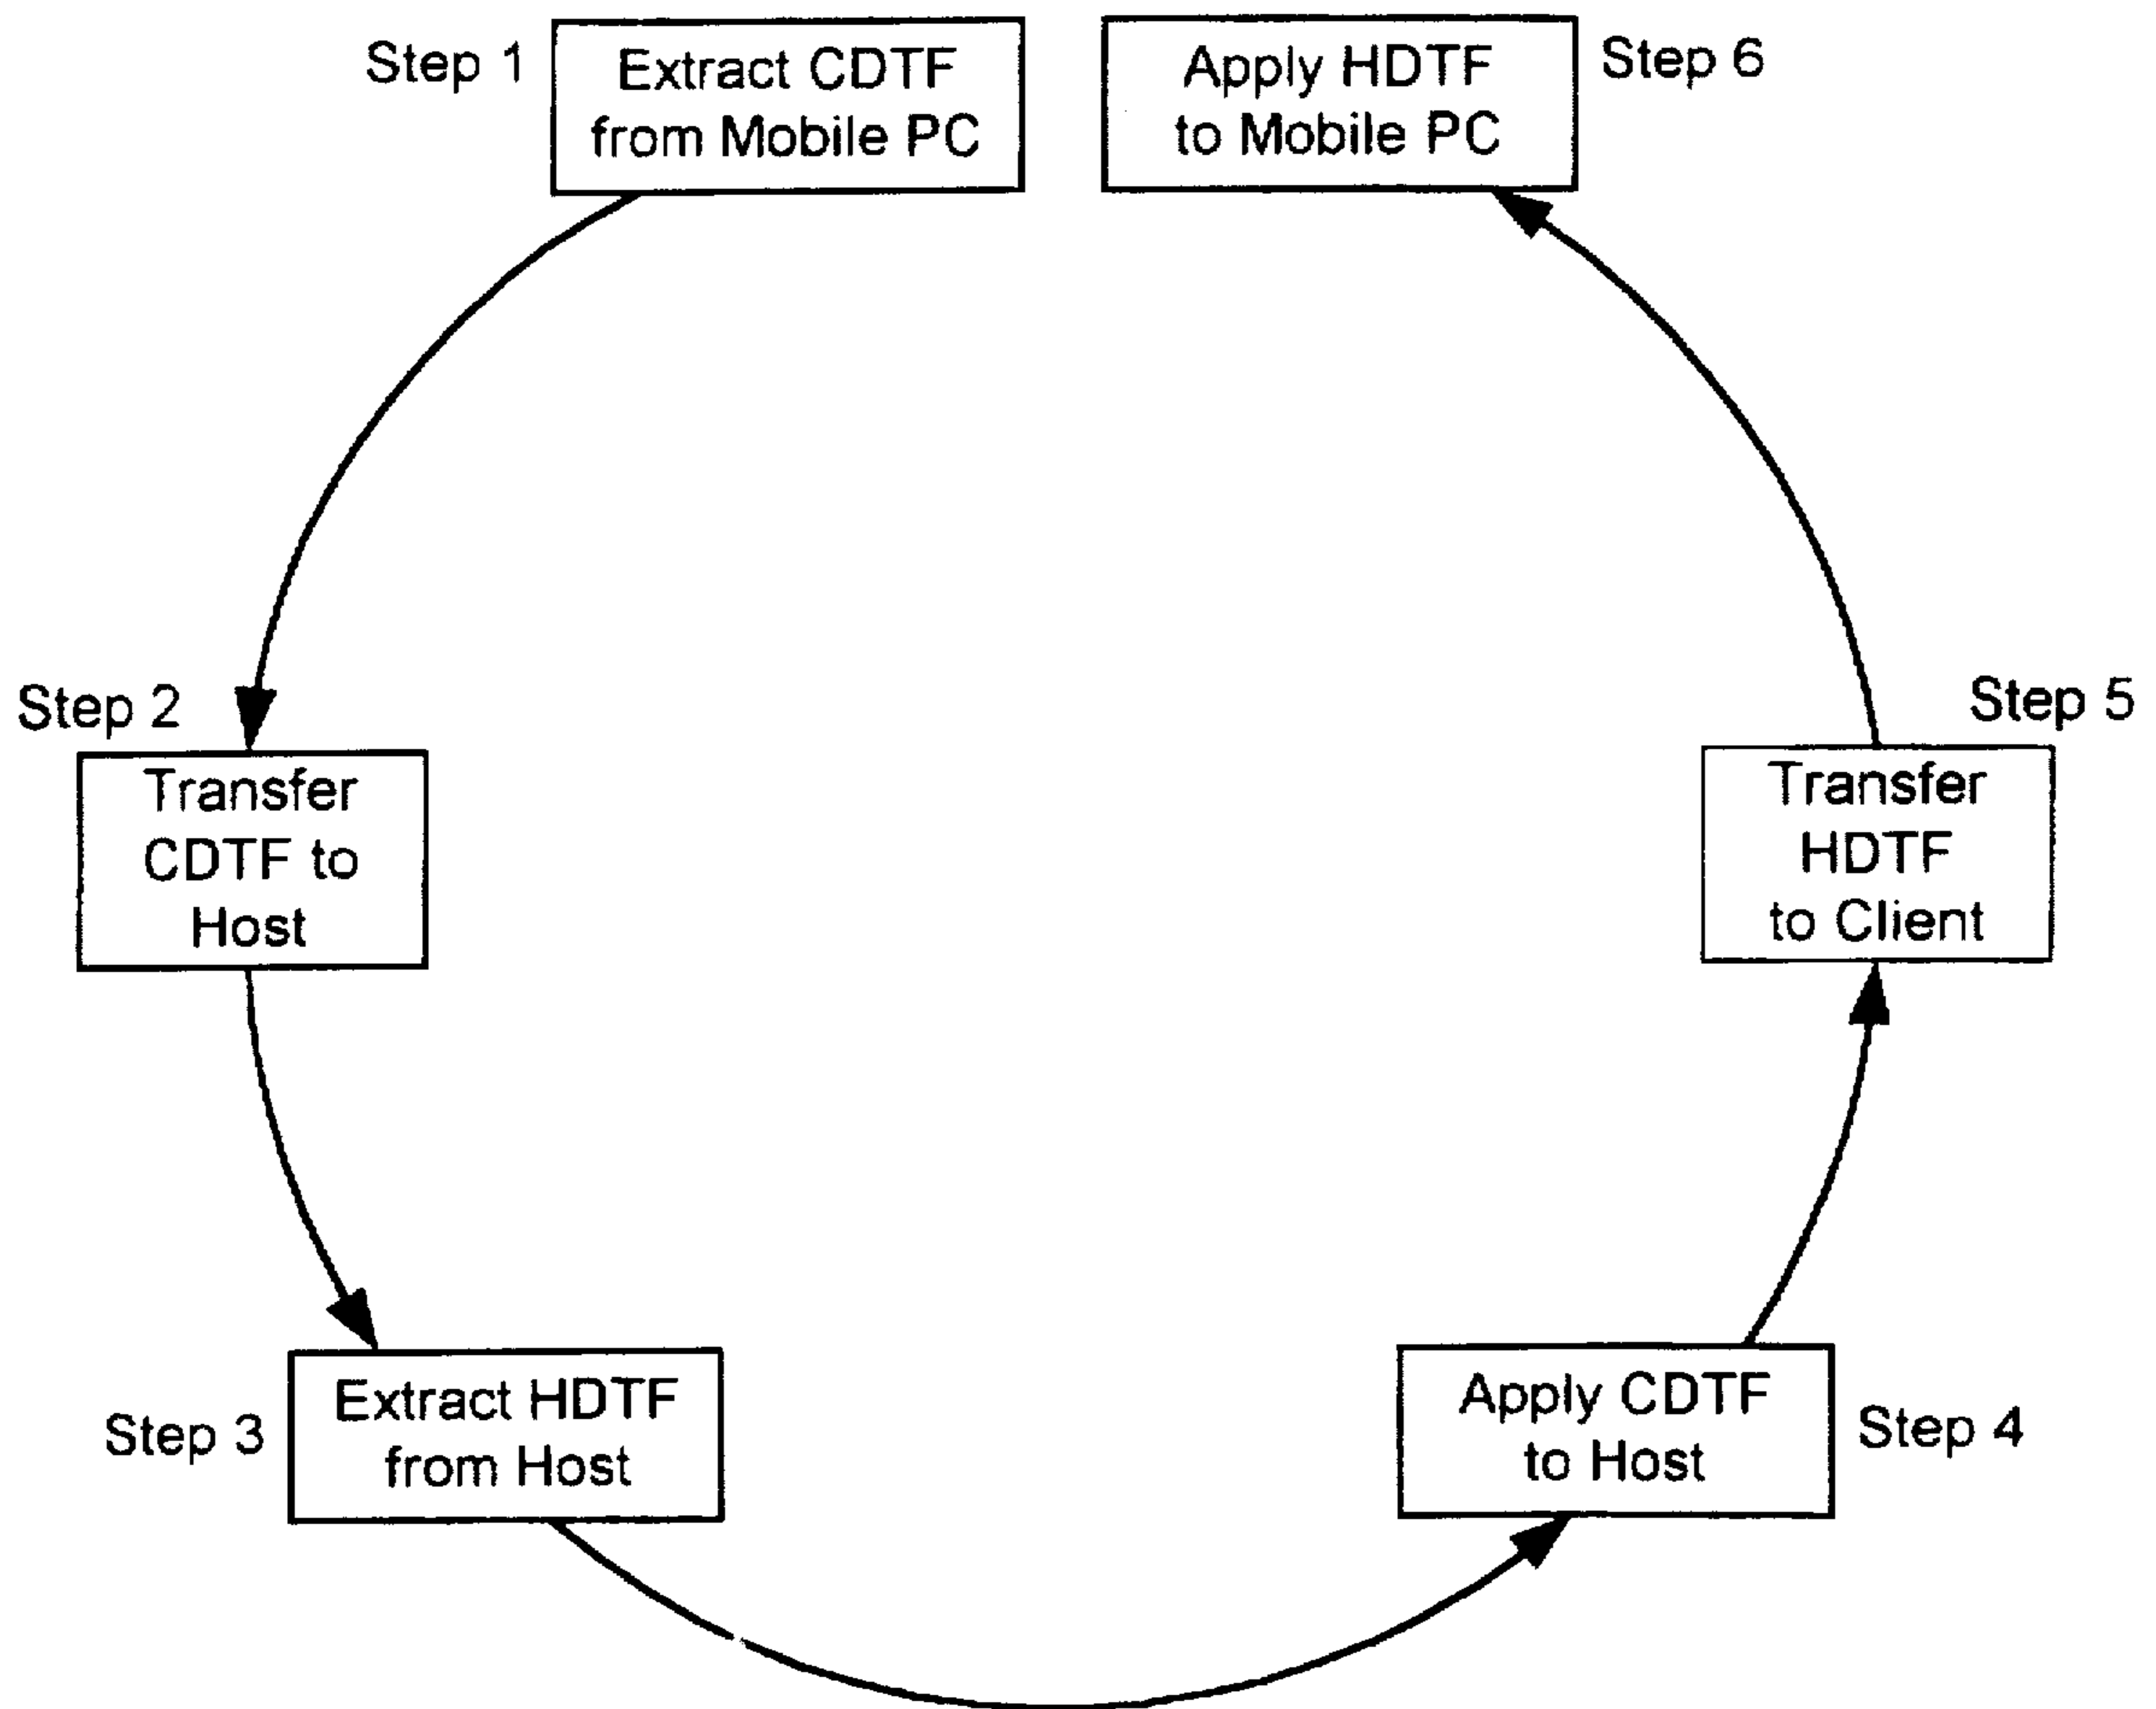 Step 1
Extract CDTF
from Mobile PC
Apply HDTF
to Mobile PC
Step 6
Step 2
Transfer
CDTF to
Host
Step 5
Transfer
HDTF
to Client
Step 3
Extract HDTF
from Host
Apply CDTF
to Host
Step 4